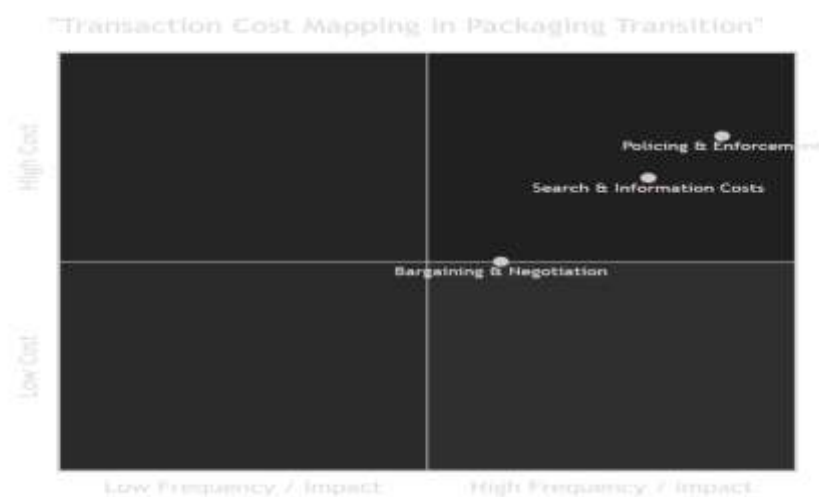 "Transaction Cost Mapping in Packaging Transition"
High Cost
Policing & Enforcement
Search & Information Costs
Bargaining & Negotiation
Low Cost
Low Frequency / Impact
High Frequency / Impact